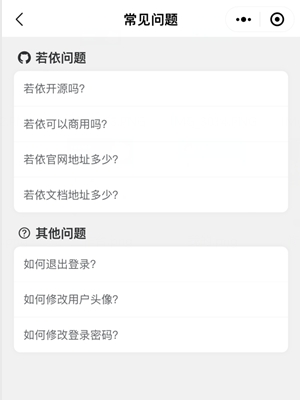 常见问题
若依问题
若依开源吗?
若依可以商用吗?
若依官网地址多少?
若依文档地址多少?
其他问题
如何退出登录?
如何修改用户头像?
如何修改登录密码?